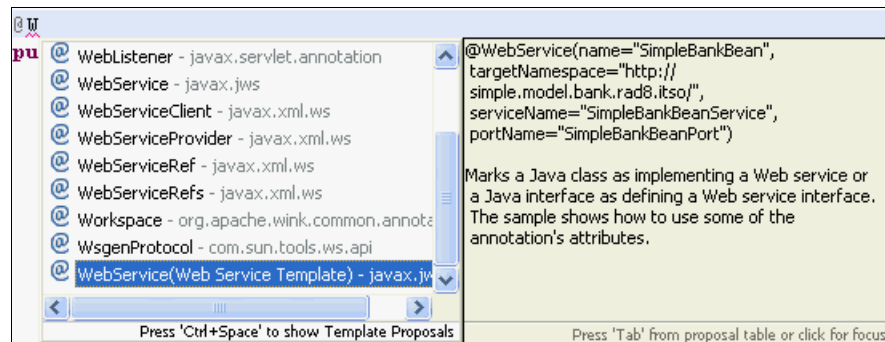 @W
pu
WebListener - javax.servlet.annotation
WebService - javax.jws
WebServiceClient - javax.xml.ws
WebServiceProvider - javax.xml.ws
WebServiceRef - javax.xml.ws
WebServiceRefs - javax.xml.ws
Workspace - org.apache.wink.common.annota
WsgenProtocol - com.sun.tools.ws.api
WebService(Web Service Template) - javax.jw
Press 'Ctrl+Space' to show Template Proposals
@WebService(name="SimpleBankBean",
targetNamespace="http://
simple.model.bank.rad8.itso/",
serviceName="SimpleBankBeanService",
portName="SimpleBankBeanPort")
Marks a Java class as implementing a Web service or
a Java interface as defining a Web service interface.
The sample shows how to use some of the
annotation's attributes.
Press 'Tab' from proposal table or click for focus